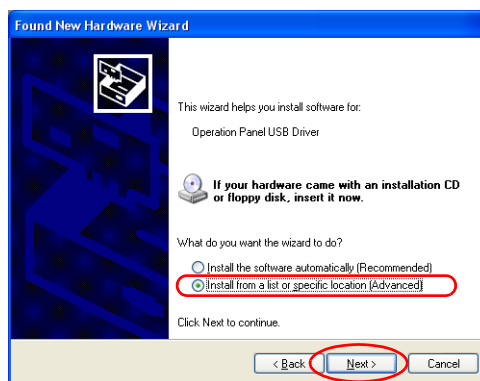 Found New Hardware Wizard
This wizard helps you install software for:
Operation Panel USB Driver
If your hardware came with an installation CD
or floppy disk, insert it now.
What do you want the wizard to do?
Install the software automatically (Recommended)
Install from a list or specific location (Advanced)
Click Next to continue.
< Back Next > Cancel